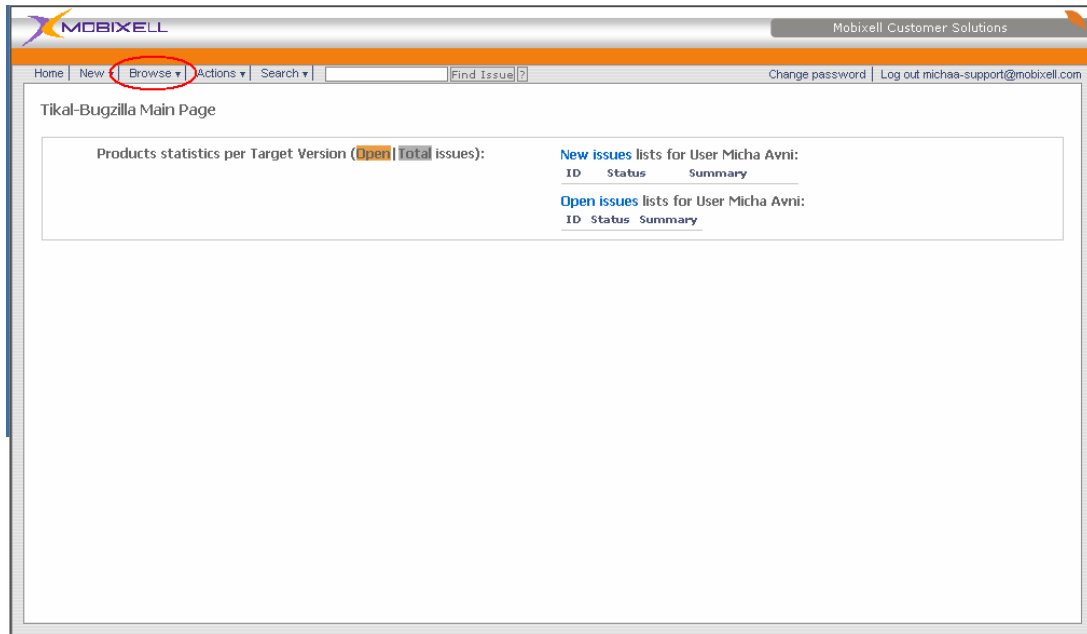 MOBIXELL
Mobixell Customer Solutions
Home | New ▾ | Browse ▾ | Actions ▾ | Search ▾ | Find Issue ? Change password | Log out michaa-support@mobixell.com
Tikal-Bugzilla Main Page
Products statistics per Target Version (Open|Total issues):
New issues lists for User Micha Avni:
ID Status Summary
Open issues lists for User Micha Avni:
ID Status Summary